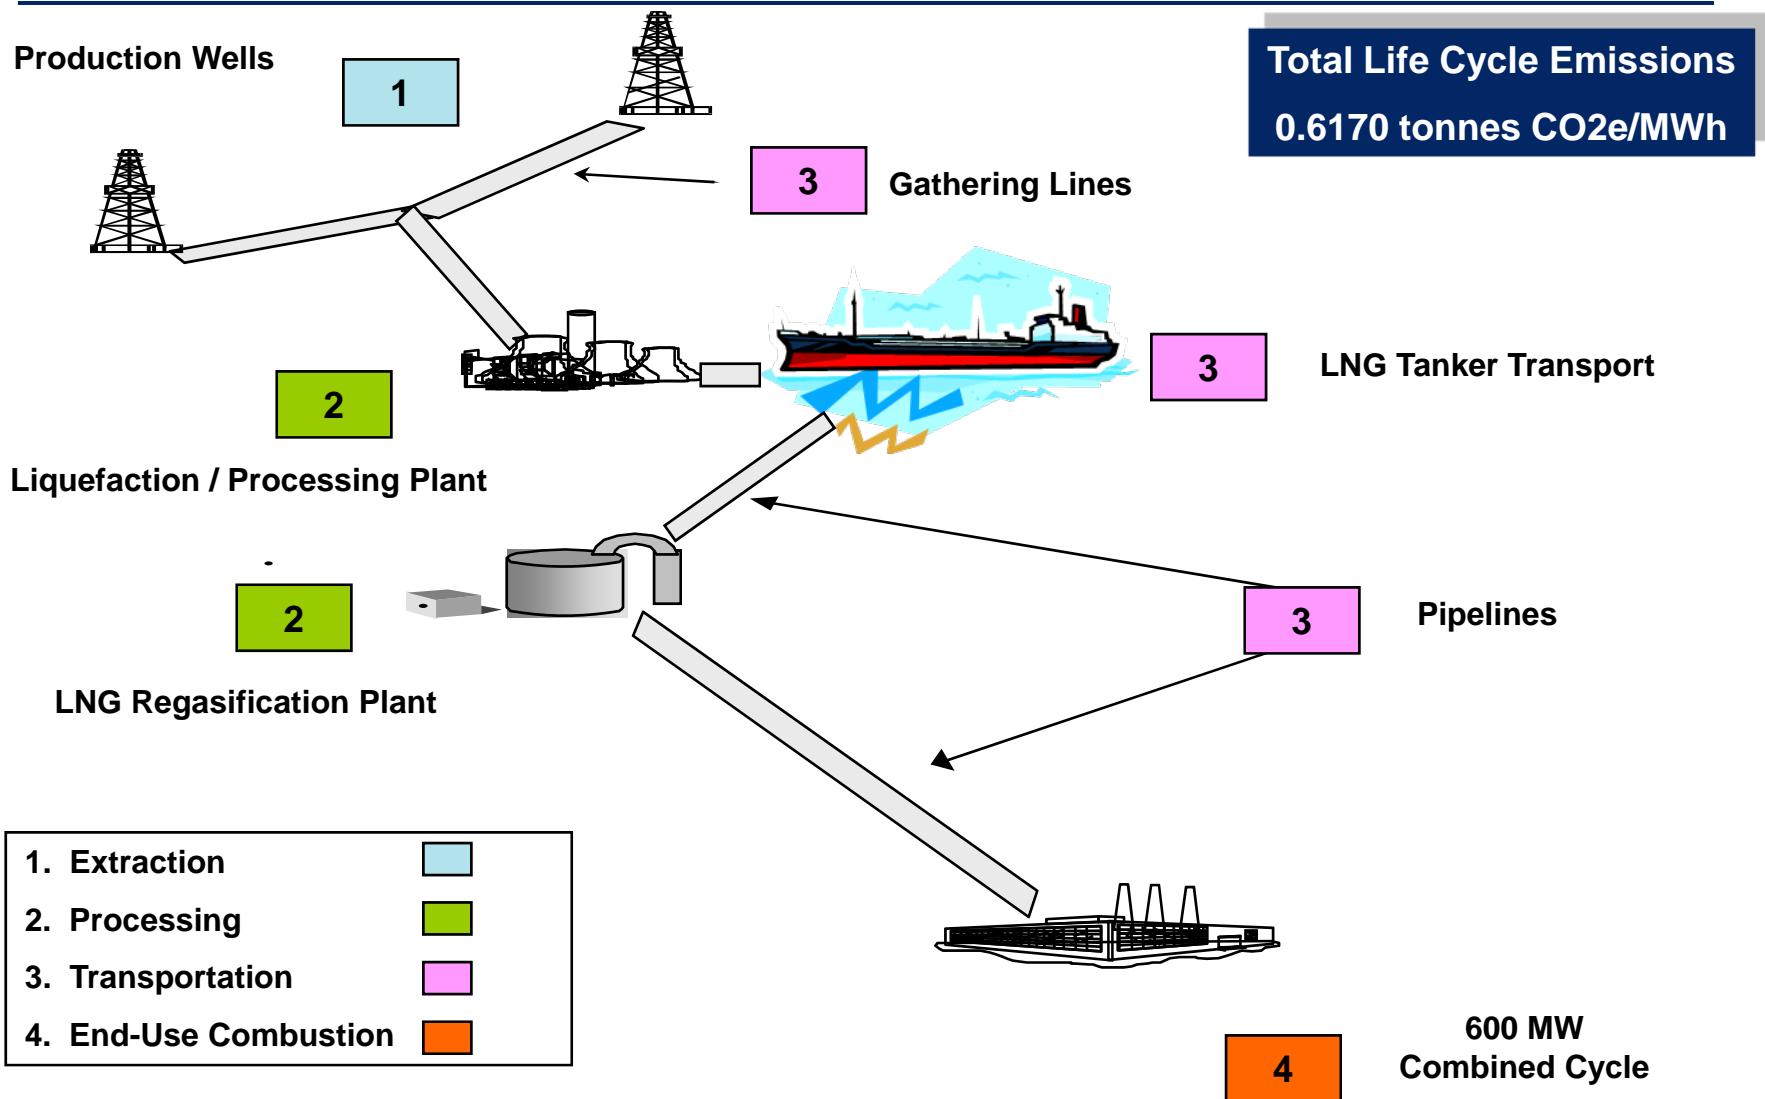 Production Wells
1
Total Life Cycle Emissions
0.6170 tonnes CO2e/MWh
3
Gathering Lines
3
LNG Tanker Transport
2
Liquefaction / Processing Plant
2
LNG Regasification Plant
3
Pipelines
1. Extraction
2. Processing
3. Transportation
4. End-Use Combustion
4
600 MW
Combined Cycle